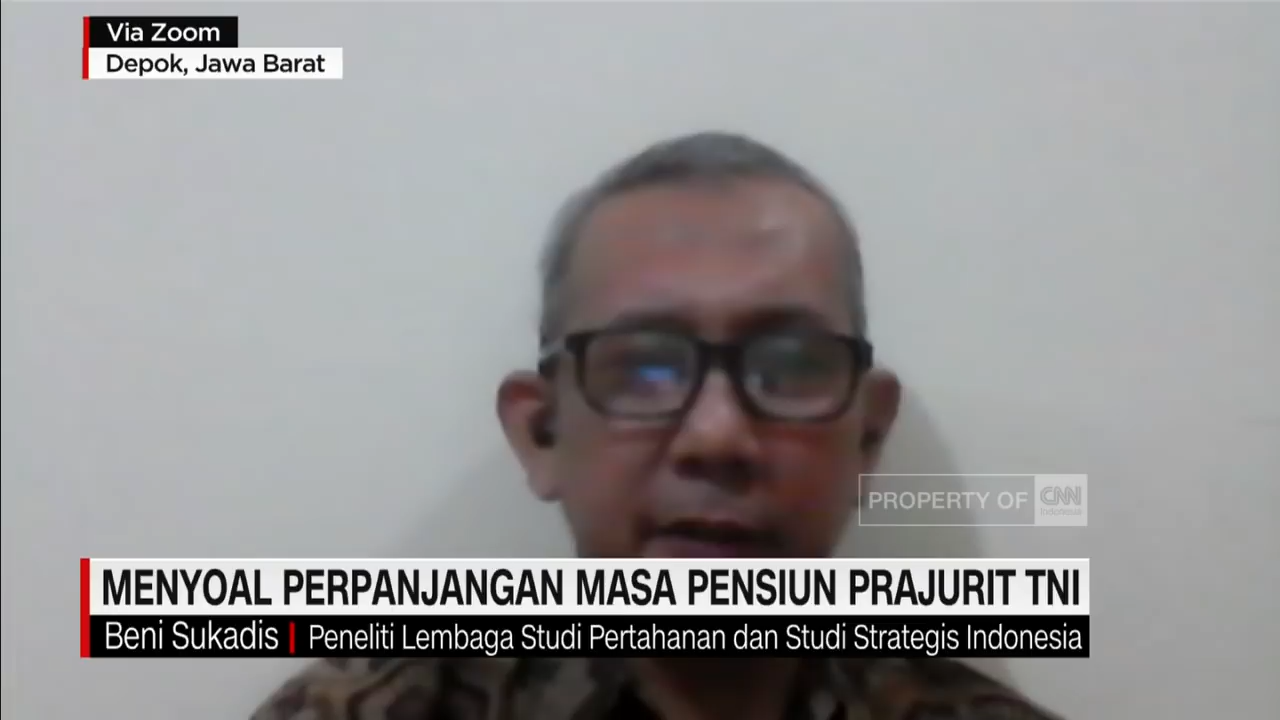 Via Zoom
Depok, Jawa Barat
PROPERTY OF CNN Indonesia
MENYOAL PERPANJANGAN MASA PENSIUN PRAJURIT TNI
Beni Sukadis | Peneliti Lembaga Studi Pertahanan dan Studi Strategis Indonesia